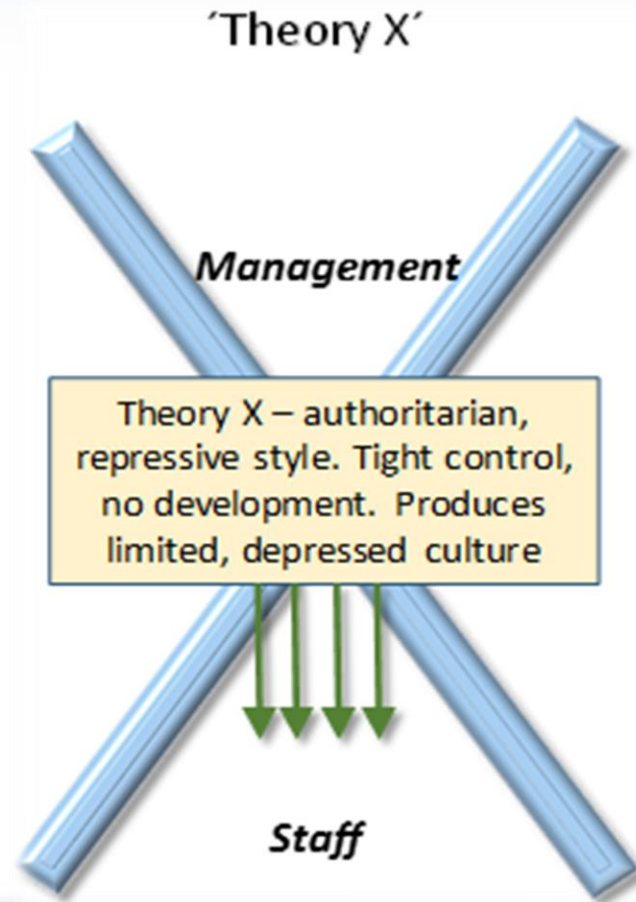 ´Theory X´
Management
Theory X – authoritarian,
repressive style. Tight control,
no development. Produces
limited, depressed culture
Staff